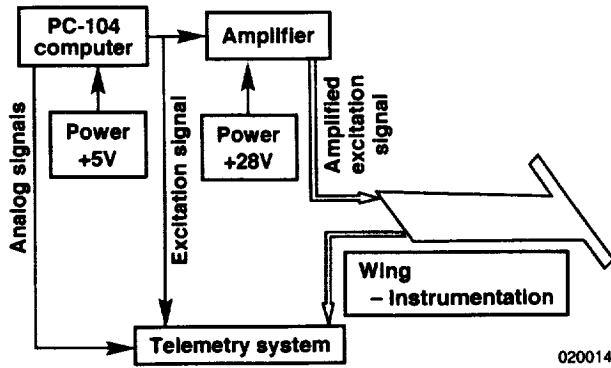 PC-104
computer
Amplifier
Power
+5V
Power
+28V
Analog signals
Excitation signal
Amplified
excitation
signal
Wing
– Instrumentation
Telemetry system
020014